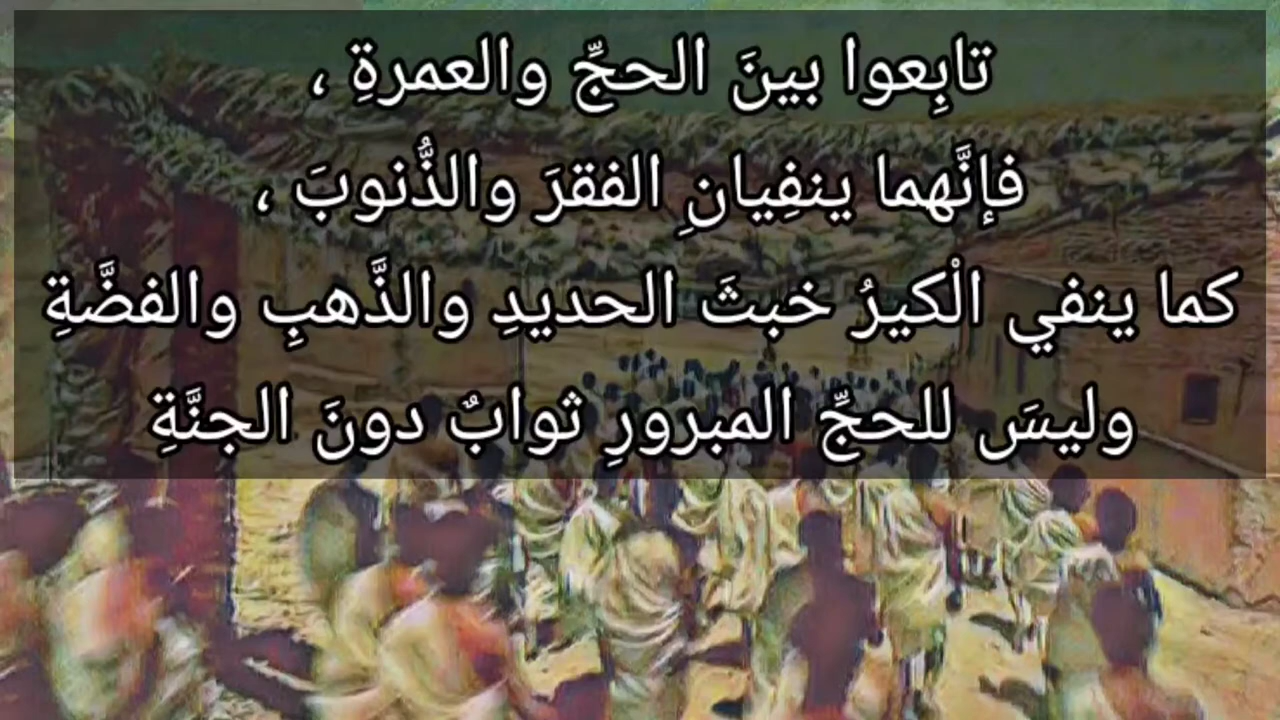 تابِعوا بينَ الحجِّ والعمرةِ ،
فإنَّهما ينفِيانِ الفقرَ والذُّنوبَ ،
كما ينفي الْكيرُ خبثَ الحديدِ والذَّهبِ والفضَّةِ
وليسَ للحجِّ المبرورِ ثوابٌ دونَ الجنَّةِ